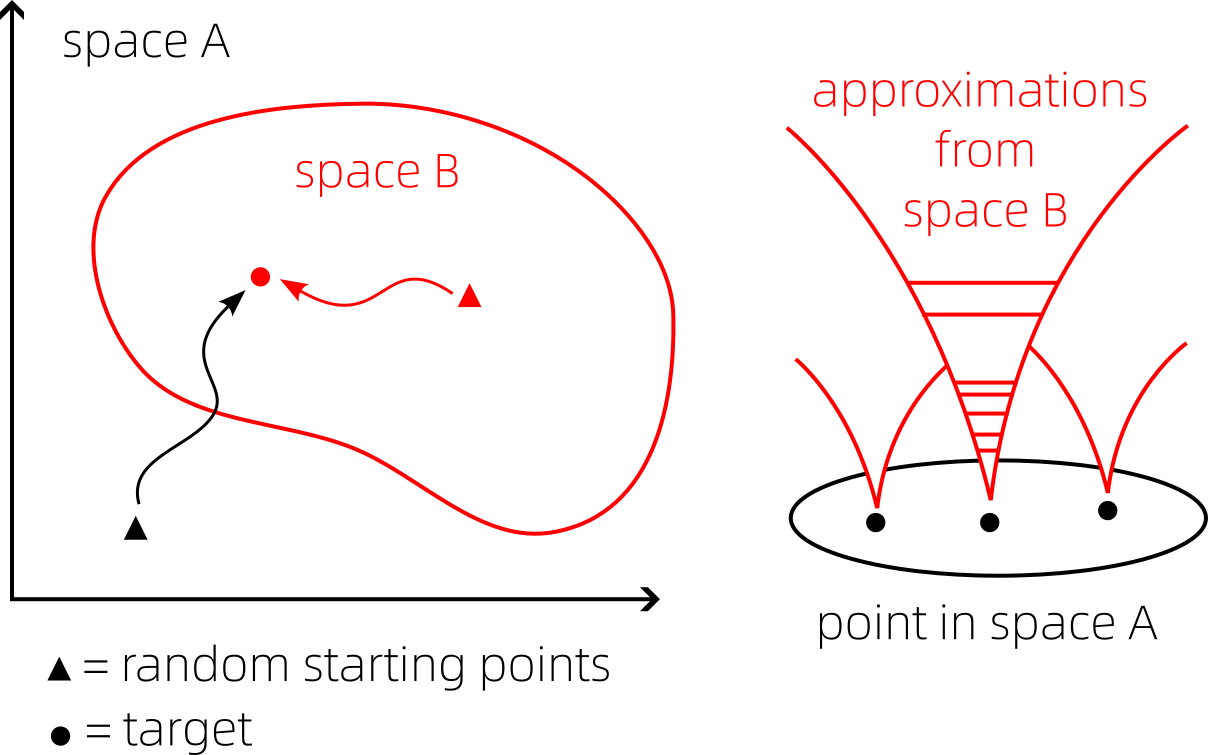 space A
space B
▲ = random starting points
● = target
approximations
from
space B
point in space A